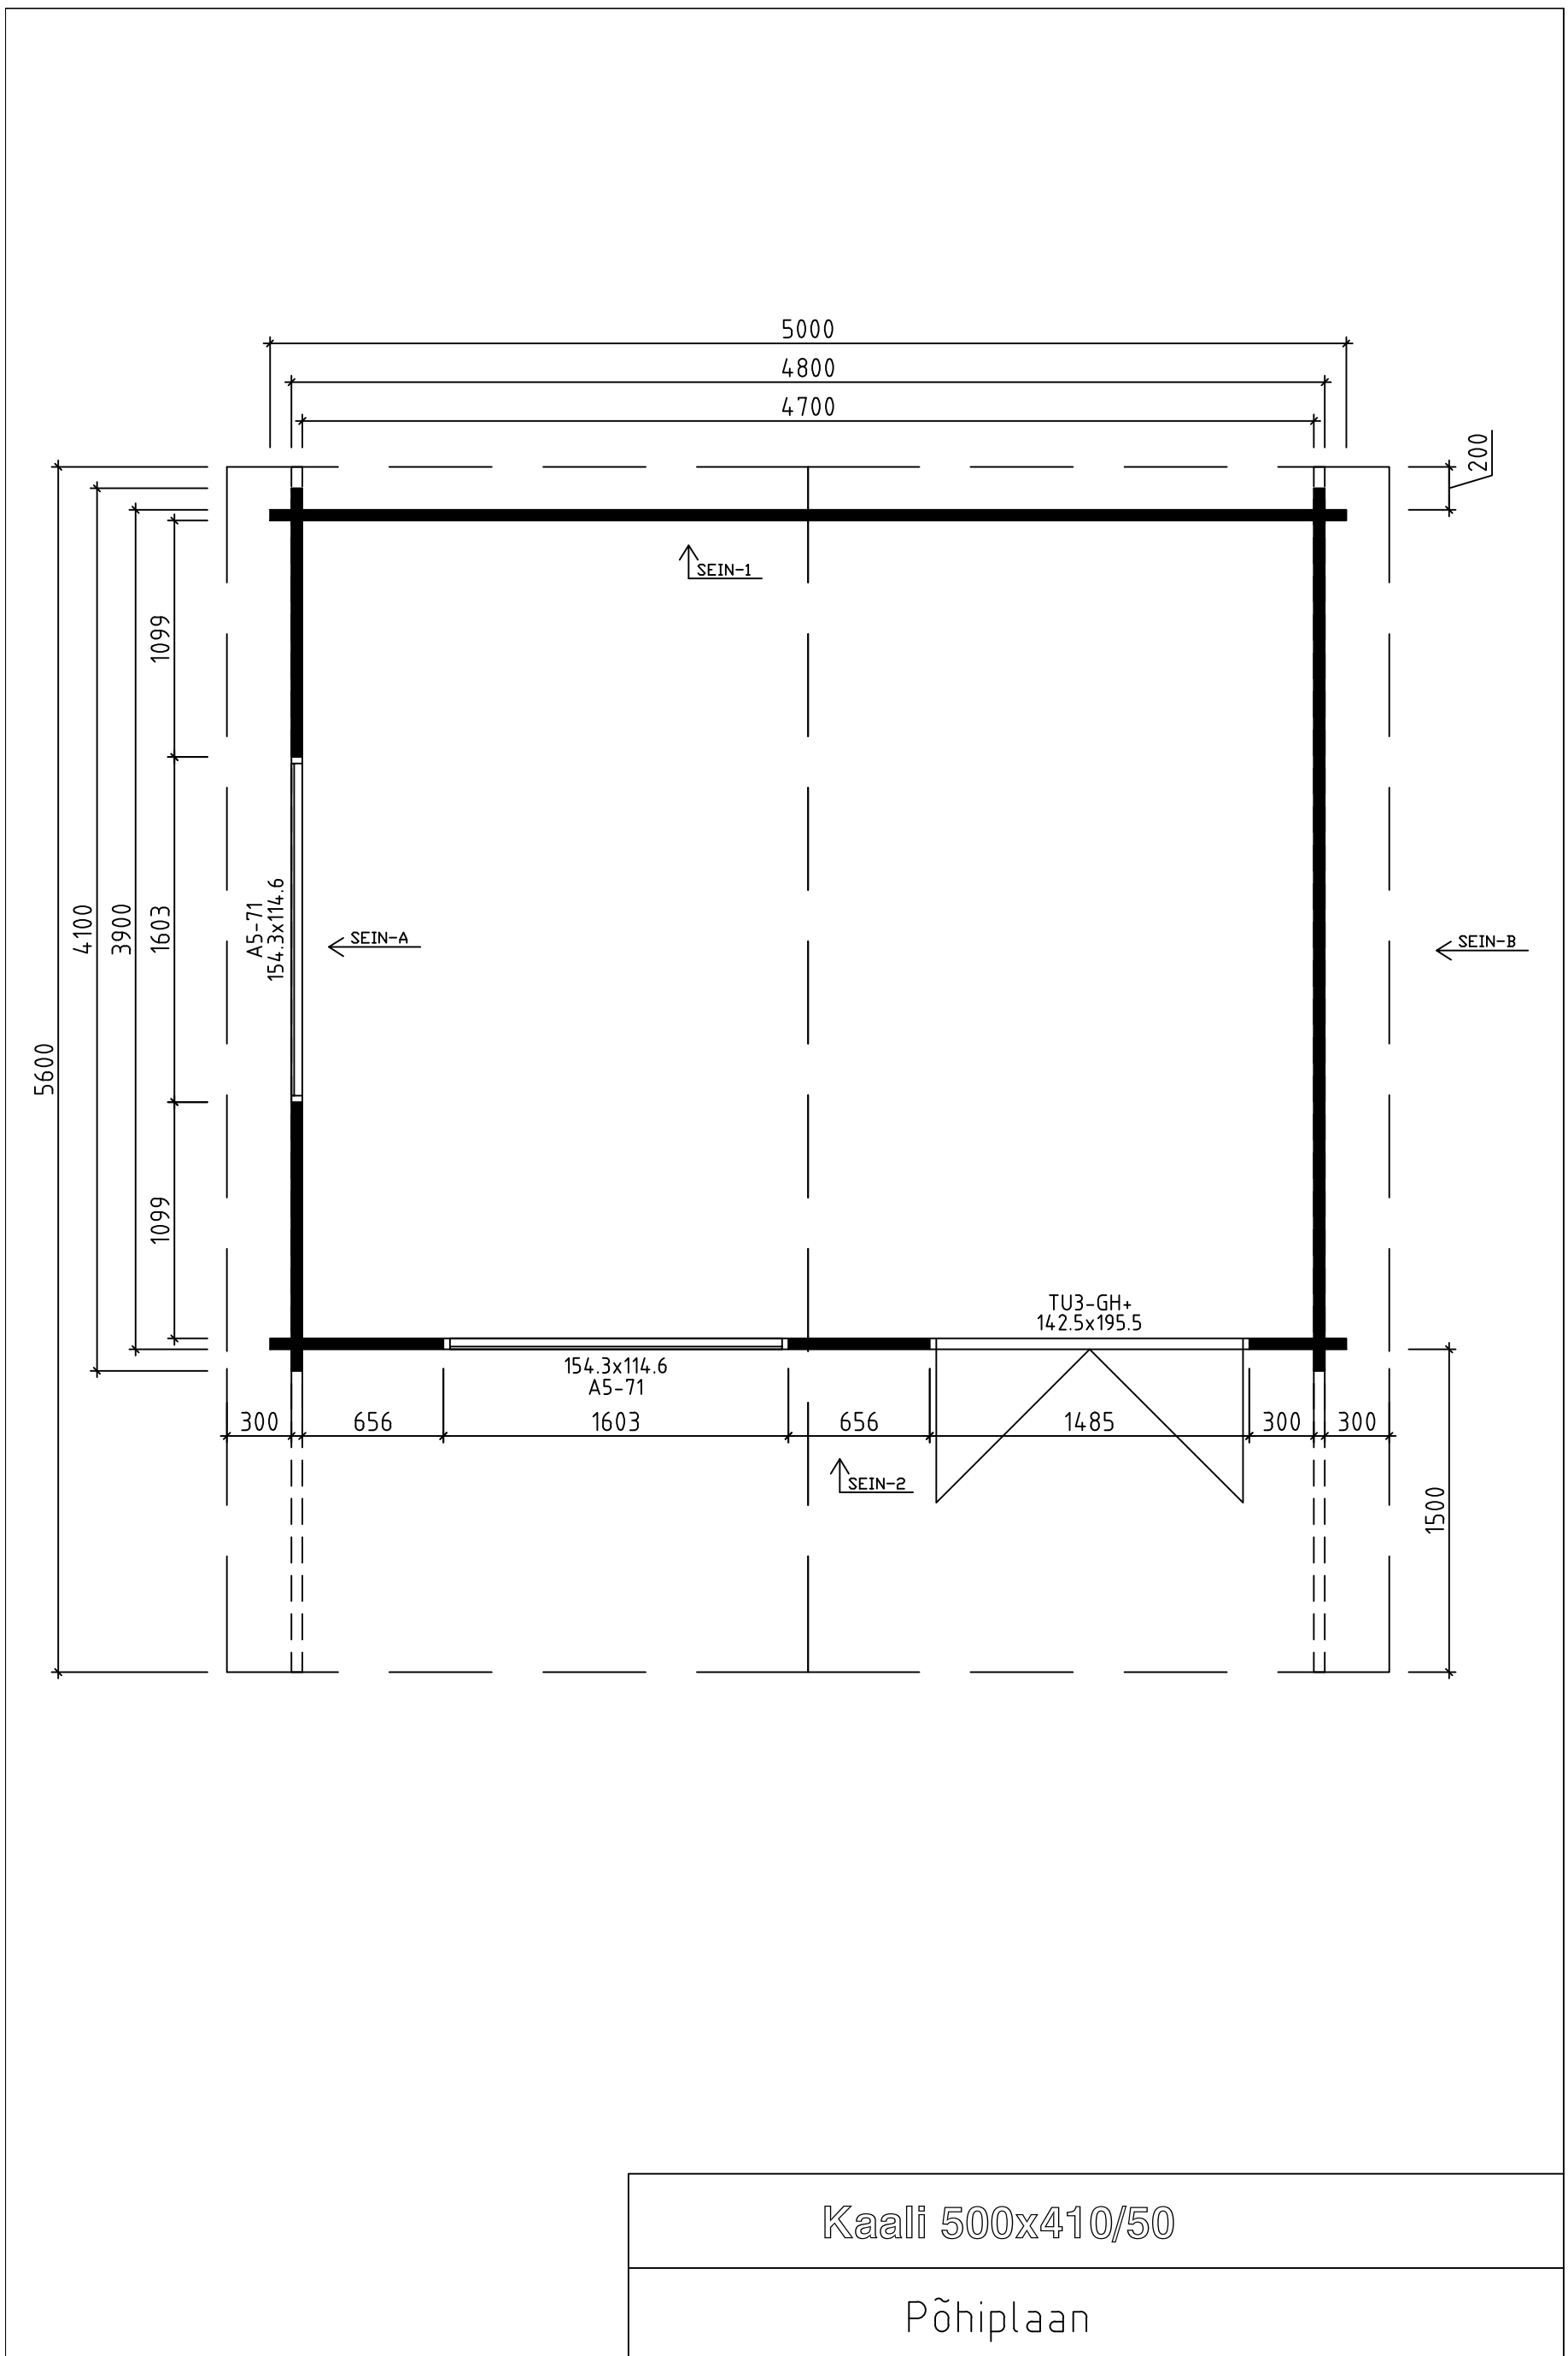 5000
4800
4700
200
SEIN-1
1099
5600
4100
3900
1603
A5-71
154.3x114.6
SEIN-A
SEIN-B
1099
TU3-GH+
142.5x195.5
154.3x114.6
A5-71
300
656
1603
656
1485
300
300
SEIN-2
1500
Kaali 500x410/50
Põhiplaan